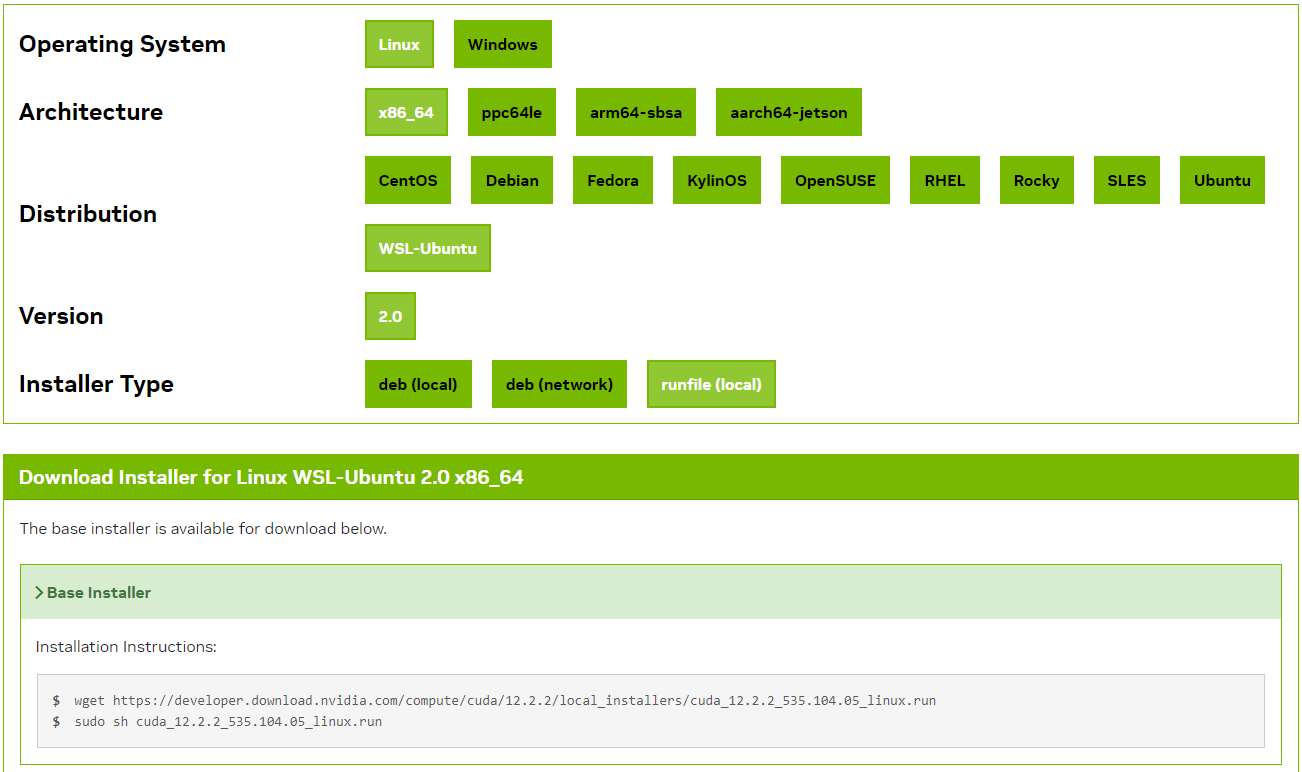 Operating System Linux Windows
Architecture x86_64 ppc64le arm64-sbsa aarch64-jetson
Distribution CentOS Debian Fedora KylinOS OpenSUSE RHEL Rocky SLES Ubuntu
WSL-Ubuntu
Version 2.0
Installer Type deb (local) deb (network) runfile (local)
Download Installer for Linux WSL-Ubuntu 2.0 x86_64
The base installer is available for download below.
Base Installer
Installation Instructions:
$ wget https://developer.download.nvidia.com/compute/cuda/12.2.2/local_installers/cuda_12.2.2_535.104.05_linux.run
$ sudo sh cuda_12.2.2_535.104.05_linux.run